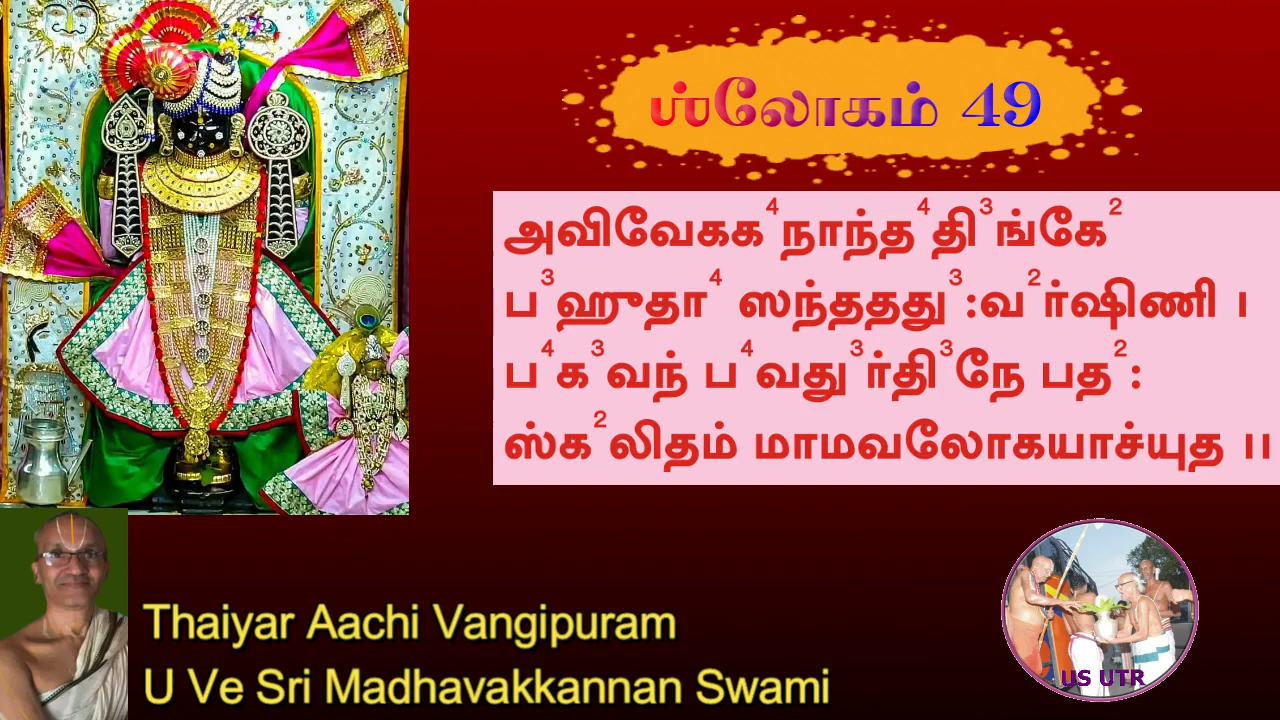 ஶ்லோகம் 49
அவிவேகக⁴நாந்த⁴தி³ங்கே²
ப³ஹுதா⁴ ஸந்ததது³:வ²ர்ஷிணி ।
ப⁴க³வந் ப⁴வது³ர்தி³நே பத²:
ஸ்க²லிதம் மாமவலோகயாச்யுத ।।
Thaiyar Aachi Vangipuram
U Ve Sri Madhavakkannan Swami
US UTR